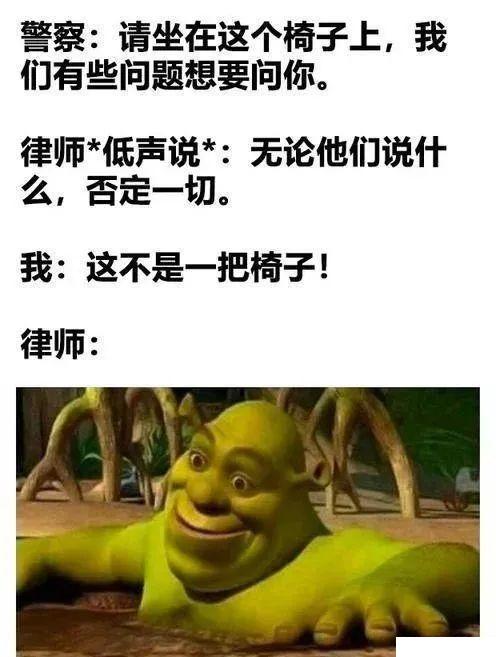 警察：请坐在这个椅子上，我
们有些问题想要问你。
律师*低声说*：无论他们说什
么，否定一切。
我：这不是一把椅子！
律师：